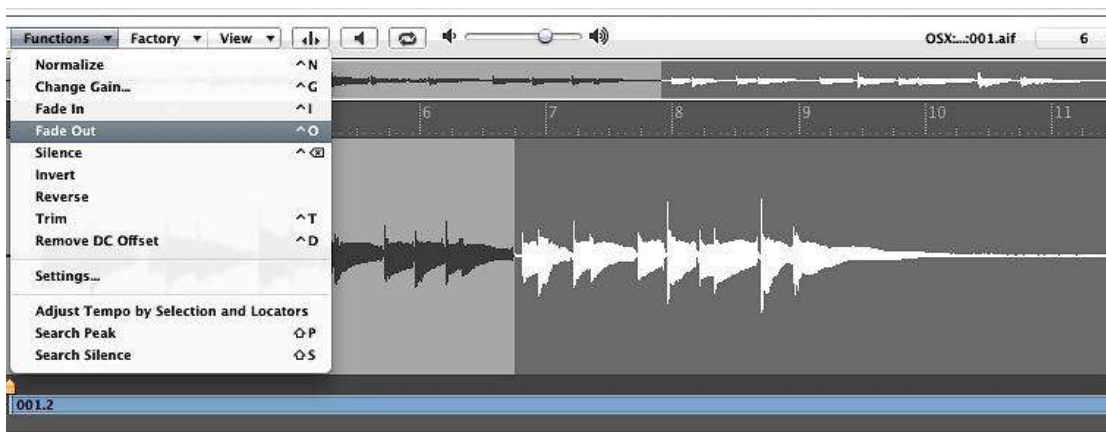 Functions ▼ Factory ▼ View ▼ OSX:...:001.aif 6
Normalize ^N
Change Gain... ^G
Fade In ^I
Fade Out ^O
Silence ^⌫
Invert
Reverse
Trim ^T
Remove DC Offset ^D
Settings...
Adjust Tempo by Selection and Locators
Search Peak ⇧P
Search Silence ⇧S
6 7 8 9 10 11
001.2